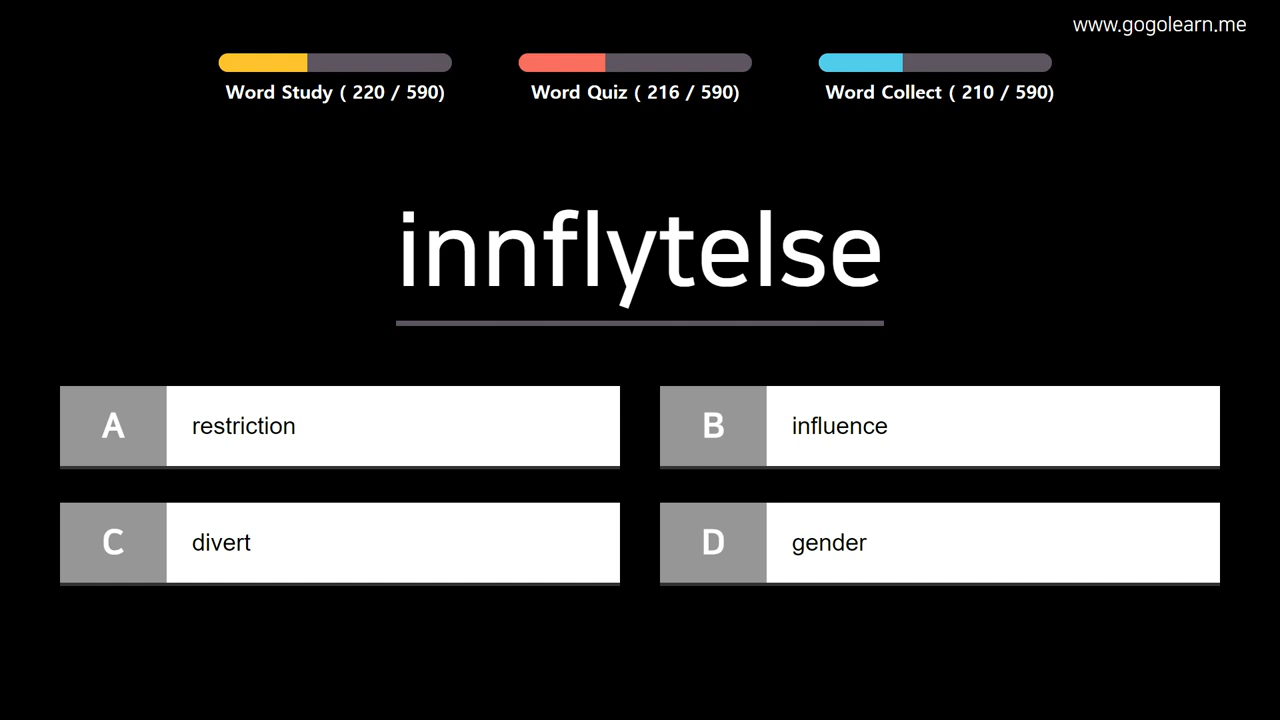 www.gogolearn.me
Word Study ( 220 / 590)
Word Quiz ( 216 / 590)
Word Collect ( 210 / 590)
innflytelse
A restriction
B influence
C divert
D gender